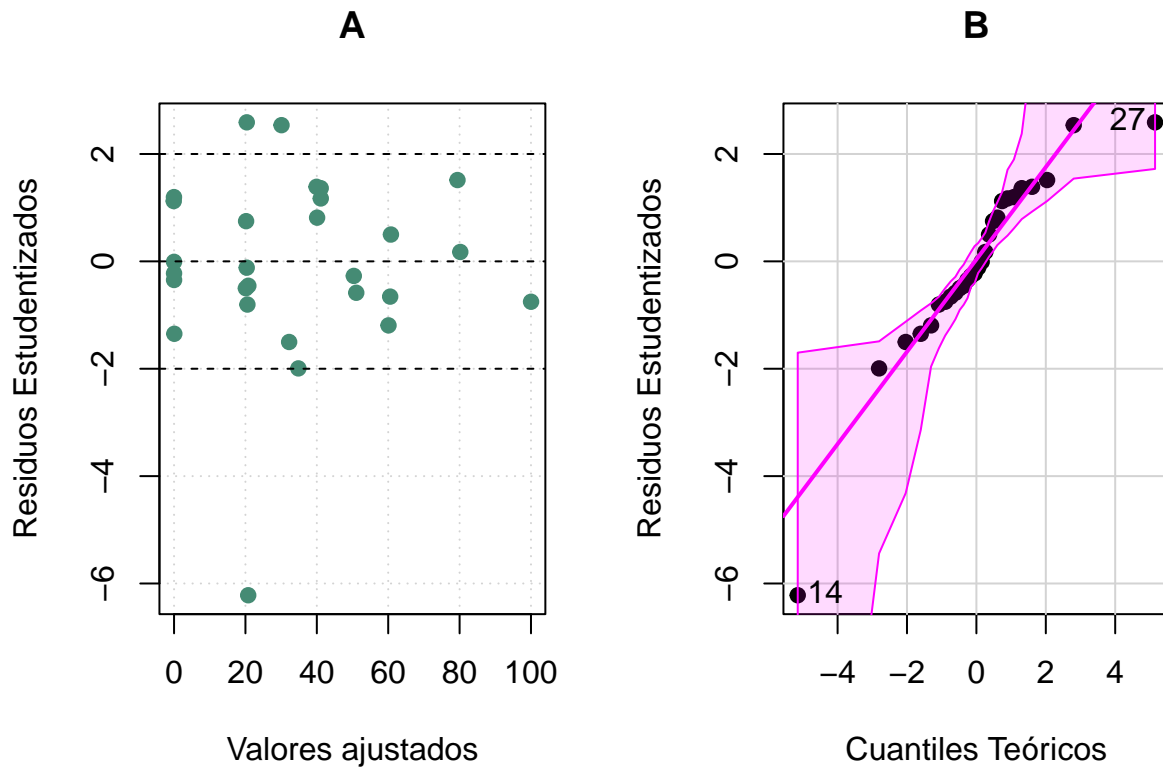 A
Residuos Estudentizados
2
0
−2
−4
−6
0 20 40 60 80 100
Valores ajustados
B
Residuos Estudentizados
2
0
−2
−4
−6
27
14
−4 −2 0 2 4
Cuantiles Teóricos